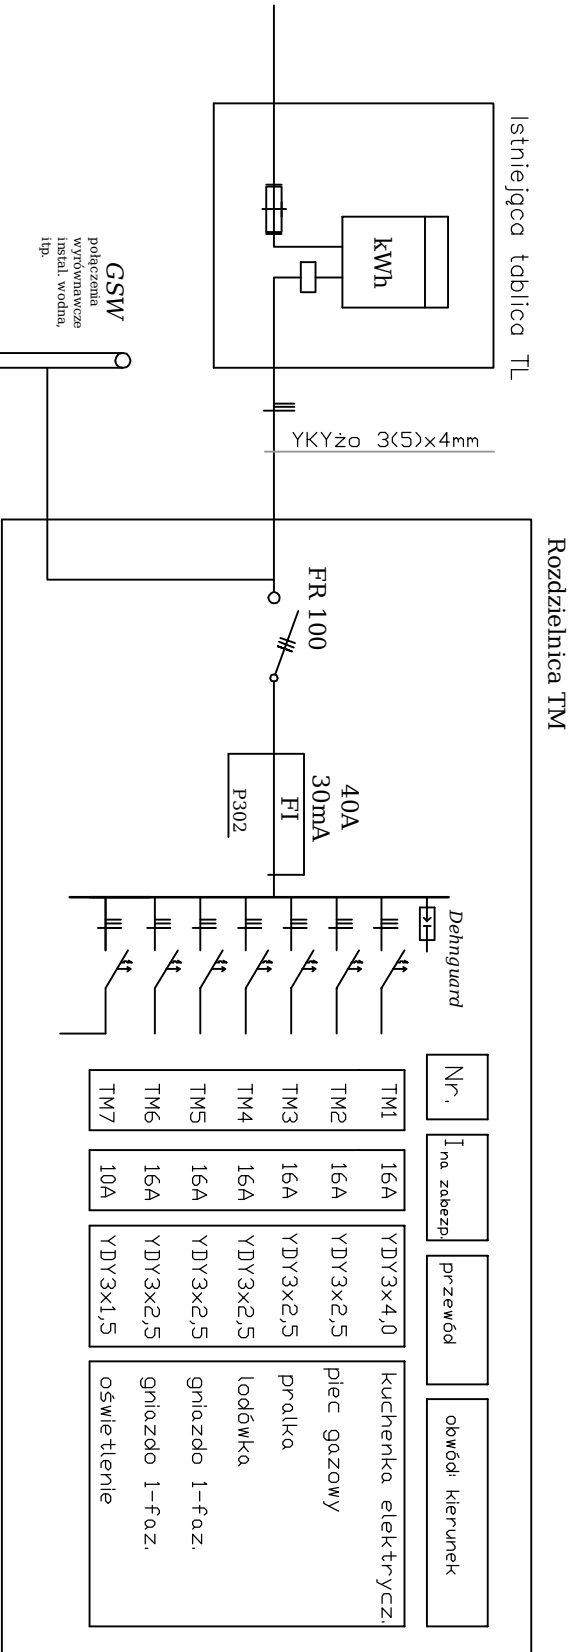 Istniejąca tablica TL
kWh
GSW
połączenia
wyrównawcze
instal. wodna,
itp.
YKYżo 3(5)x4mm
Rozdzielnica TM
FR 100
40A
30mA
FI
P302
Dehnguard
Nr. I na zabezp. przewód obwód: kierunek
TM1 16A YDY3x4,0 kuchenka elektrycz.
TM2 16A YDY3x2,5 piec gazowy
TM3 16A YDY3x2,5 pralka
TM4 16A YDY3x2,5 lodówka
TM5 16A YDY3x2,5 gniazdo 1-faz.
TM6 16A YDY3x2,5 gniazdo 1-faz.
TM7 10A YDY3x1,5 oświetlenie